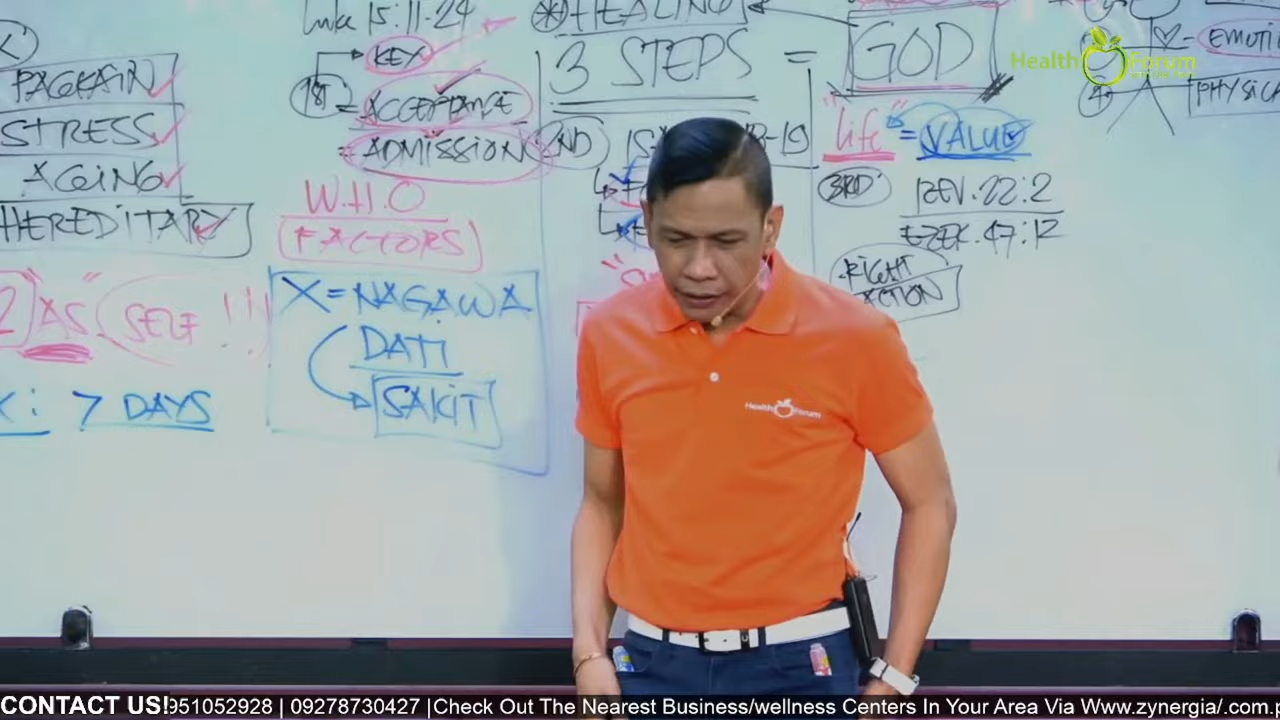 Luke 15:11-24
HEALING
3 STEPS = GOD
Health Forum
KEY
1ST = ACCEPTANCE
= ADMISSION
PAGKAIN
STRESS
AGING
HEREDITARY
W.H.O
FACTORS
"AS" SELF !!!
7 DAYS
X = NAGAWA
DATI
SAKIT
"life" = VALUE
3RD REV. 22:2
EZEK. 47:12
RIGHT
ACTION
EMOTI
PHYSICA
Health Forum
CONTACT US! 951052928 | 09278730427 | Check Out The Nearest Business/wellness Centers In Your Area Via Www.zynergia/.com.p